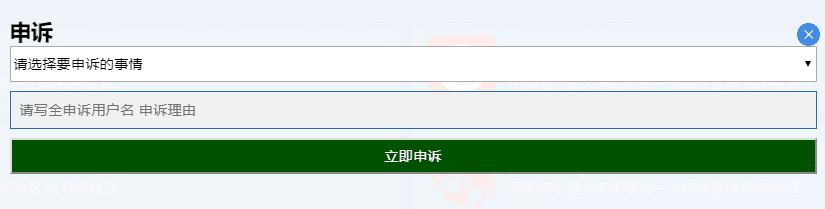 申诉
请选择要申诉的事情
请写全申诉用户名 申诉理由
立即申诉